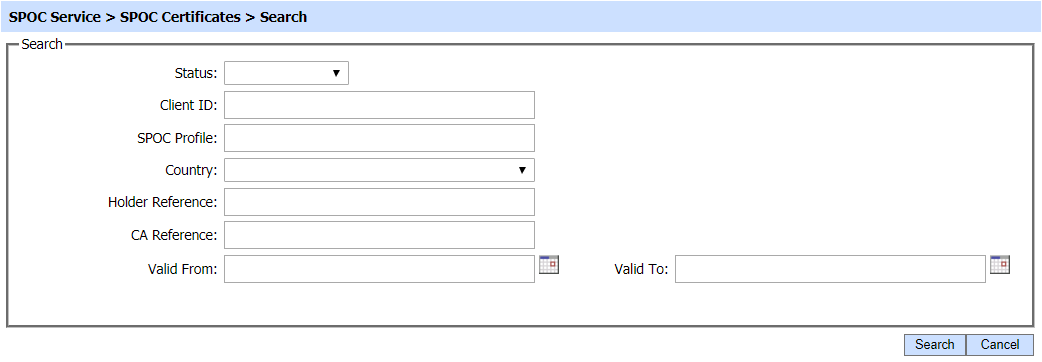 SPOC Service > SPOC Certificates > Search
Search
Status:
Client ID:
SPOC Profile:
Country:
Holder Reference:
CA Reference:
Valid From: Valid To:
Search Cancel